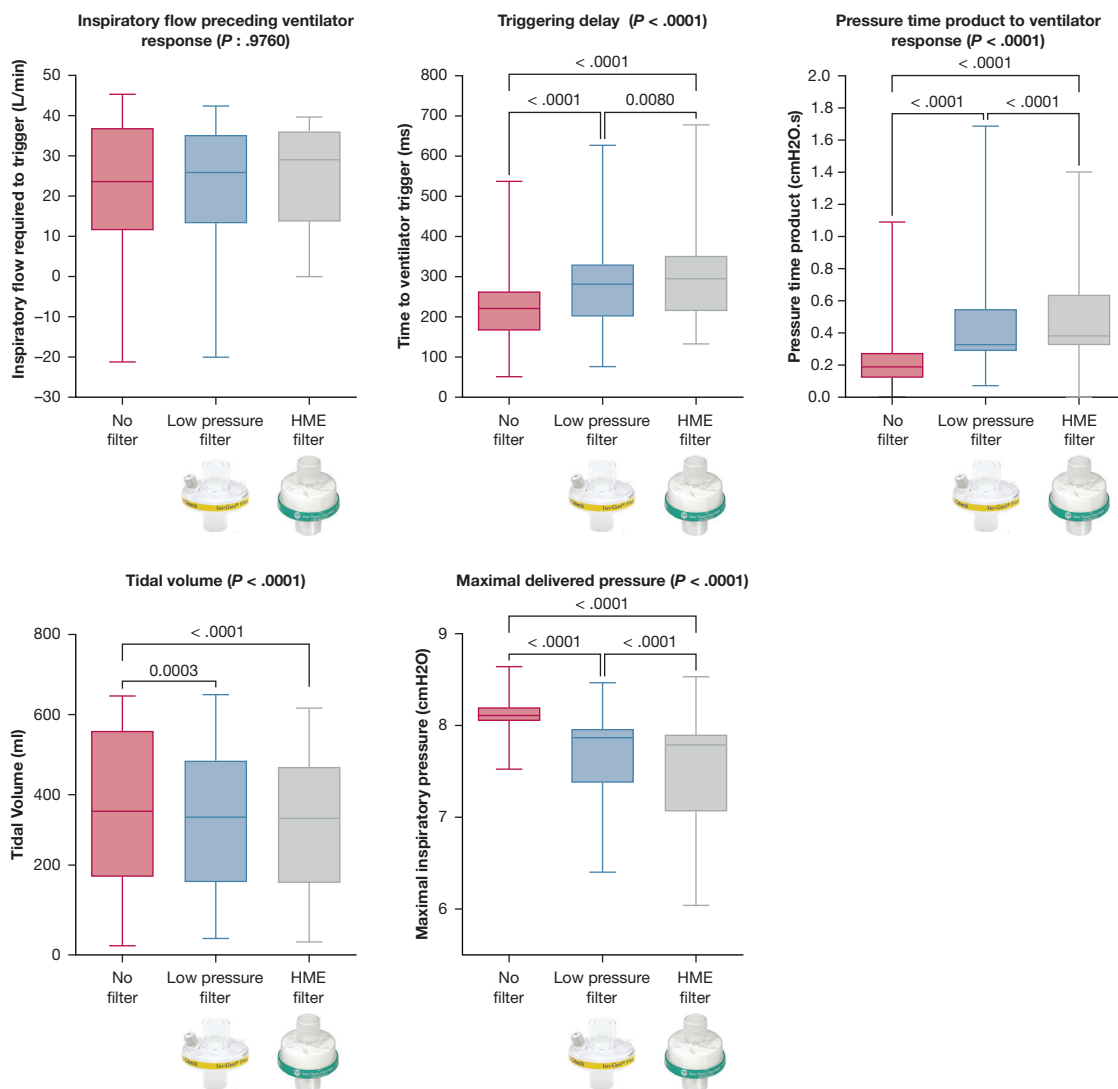 Inspiratory flow preceding ventilator
response (P : .9760)
Inspiratory flow required to trigger (L/min)
50
40
30
20
10
0
–10
–20
–30
No
filter
Low pressure
filter
HME
filter
Triggering delay (P < .0001)
Time to ventilator trigger (ms)
800
700
600
500
400
300
200
100
0
< .0001
< .0001
0.0080
No
filter
Low pressure
filter
HME
filter
Pressure time product to ventilator
response (P < .0001)
Pressure time product (cmH2O.s)
2.0
1.8
1.6
1.4
1.2
1.0
0.8
0.6
0.4
0.2
0.0
< .0001
< .0001
< .0001
No
filter
Low pressure
filter
HME
filter
Tidal volume (P < .0001)
Tidal Volume (ml)
800
600
400
200
0
< .0001
0.0003
No
filter
Low pressure
filter
HME
filter
Maximal delivered pressure (P < .0001)
Maximal inspiratory pressure (cmH2O)
9
8
7
6
< .0001
< .0001
< .0001
No
filter
Low pressure
filter
HME
filter